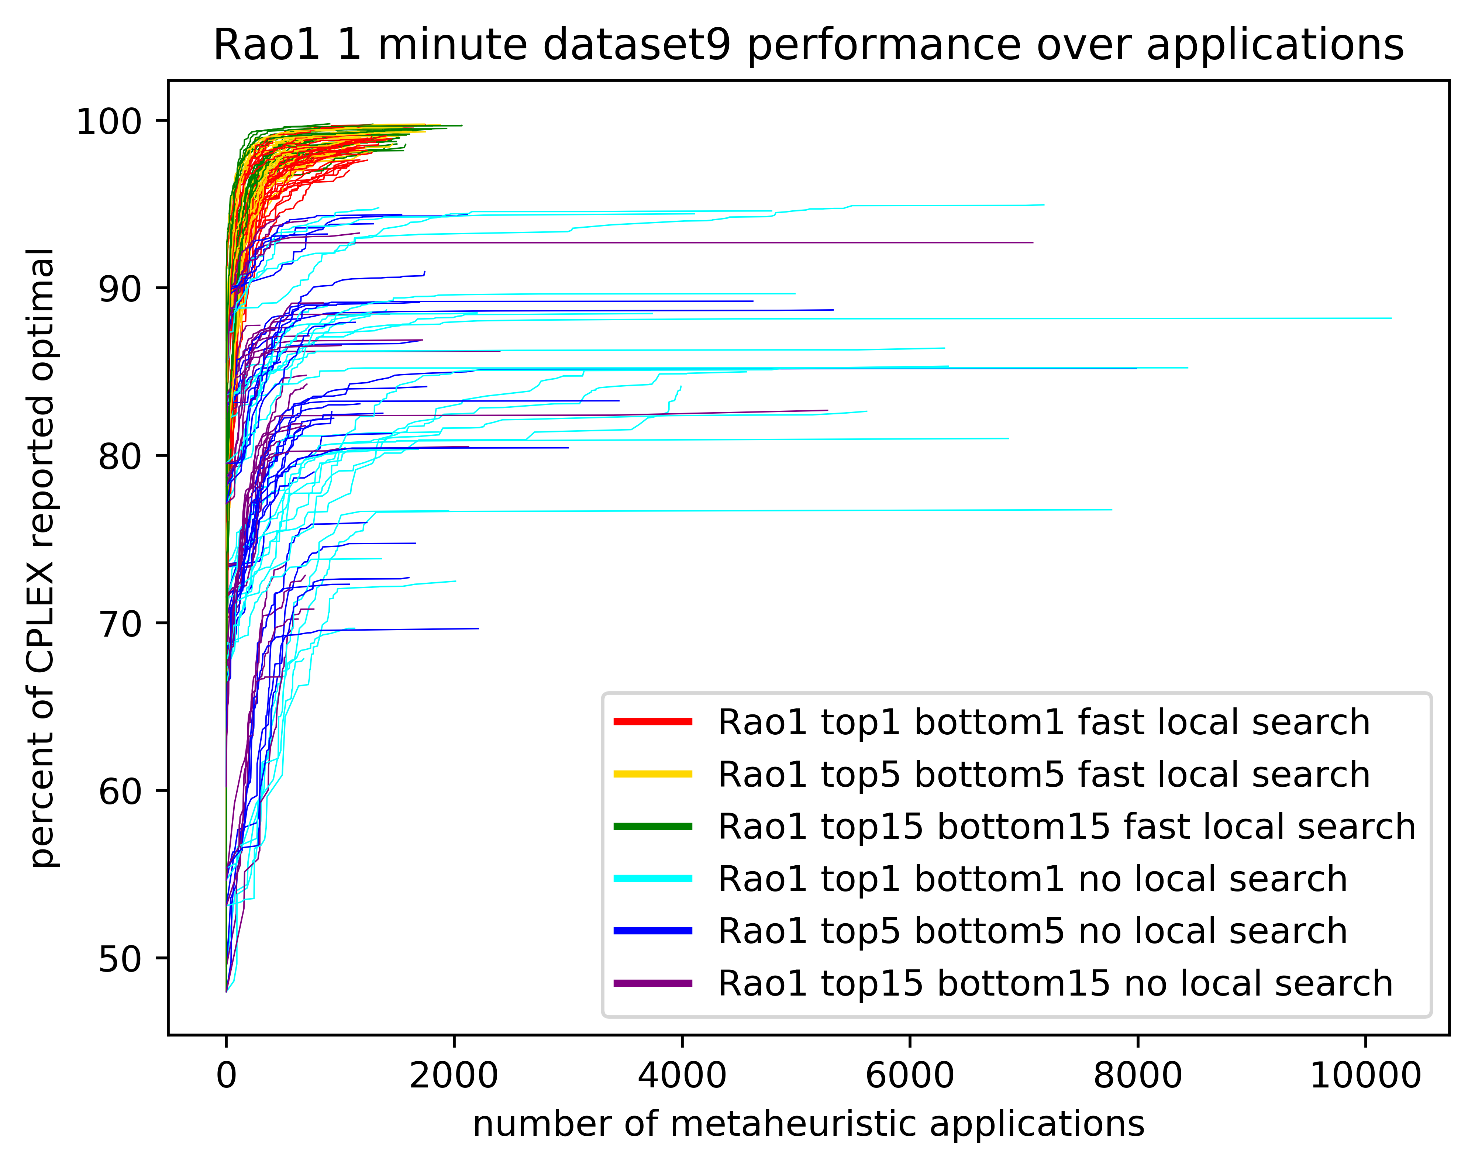 Rao1 1 minute dataset9 performance over applications
100
90
80
70
60
50
percent of CPLEX reported optimal
Rao1 top1 bottom1 fast local search
Rao1 top5 bottom5 fast local search
Rao1 top15 bottom15 fast local search
Rao1 top1 bottom1 no local search
Rao1 top5 bottom5 no local search
Rao1 top15 bottom15 no local search
0 2000 4000 6000 8000 10000
number of metaheuristic applications